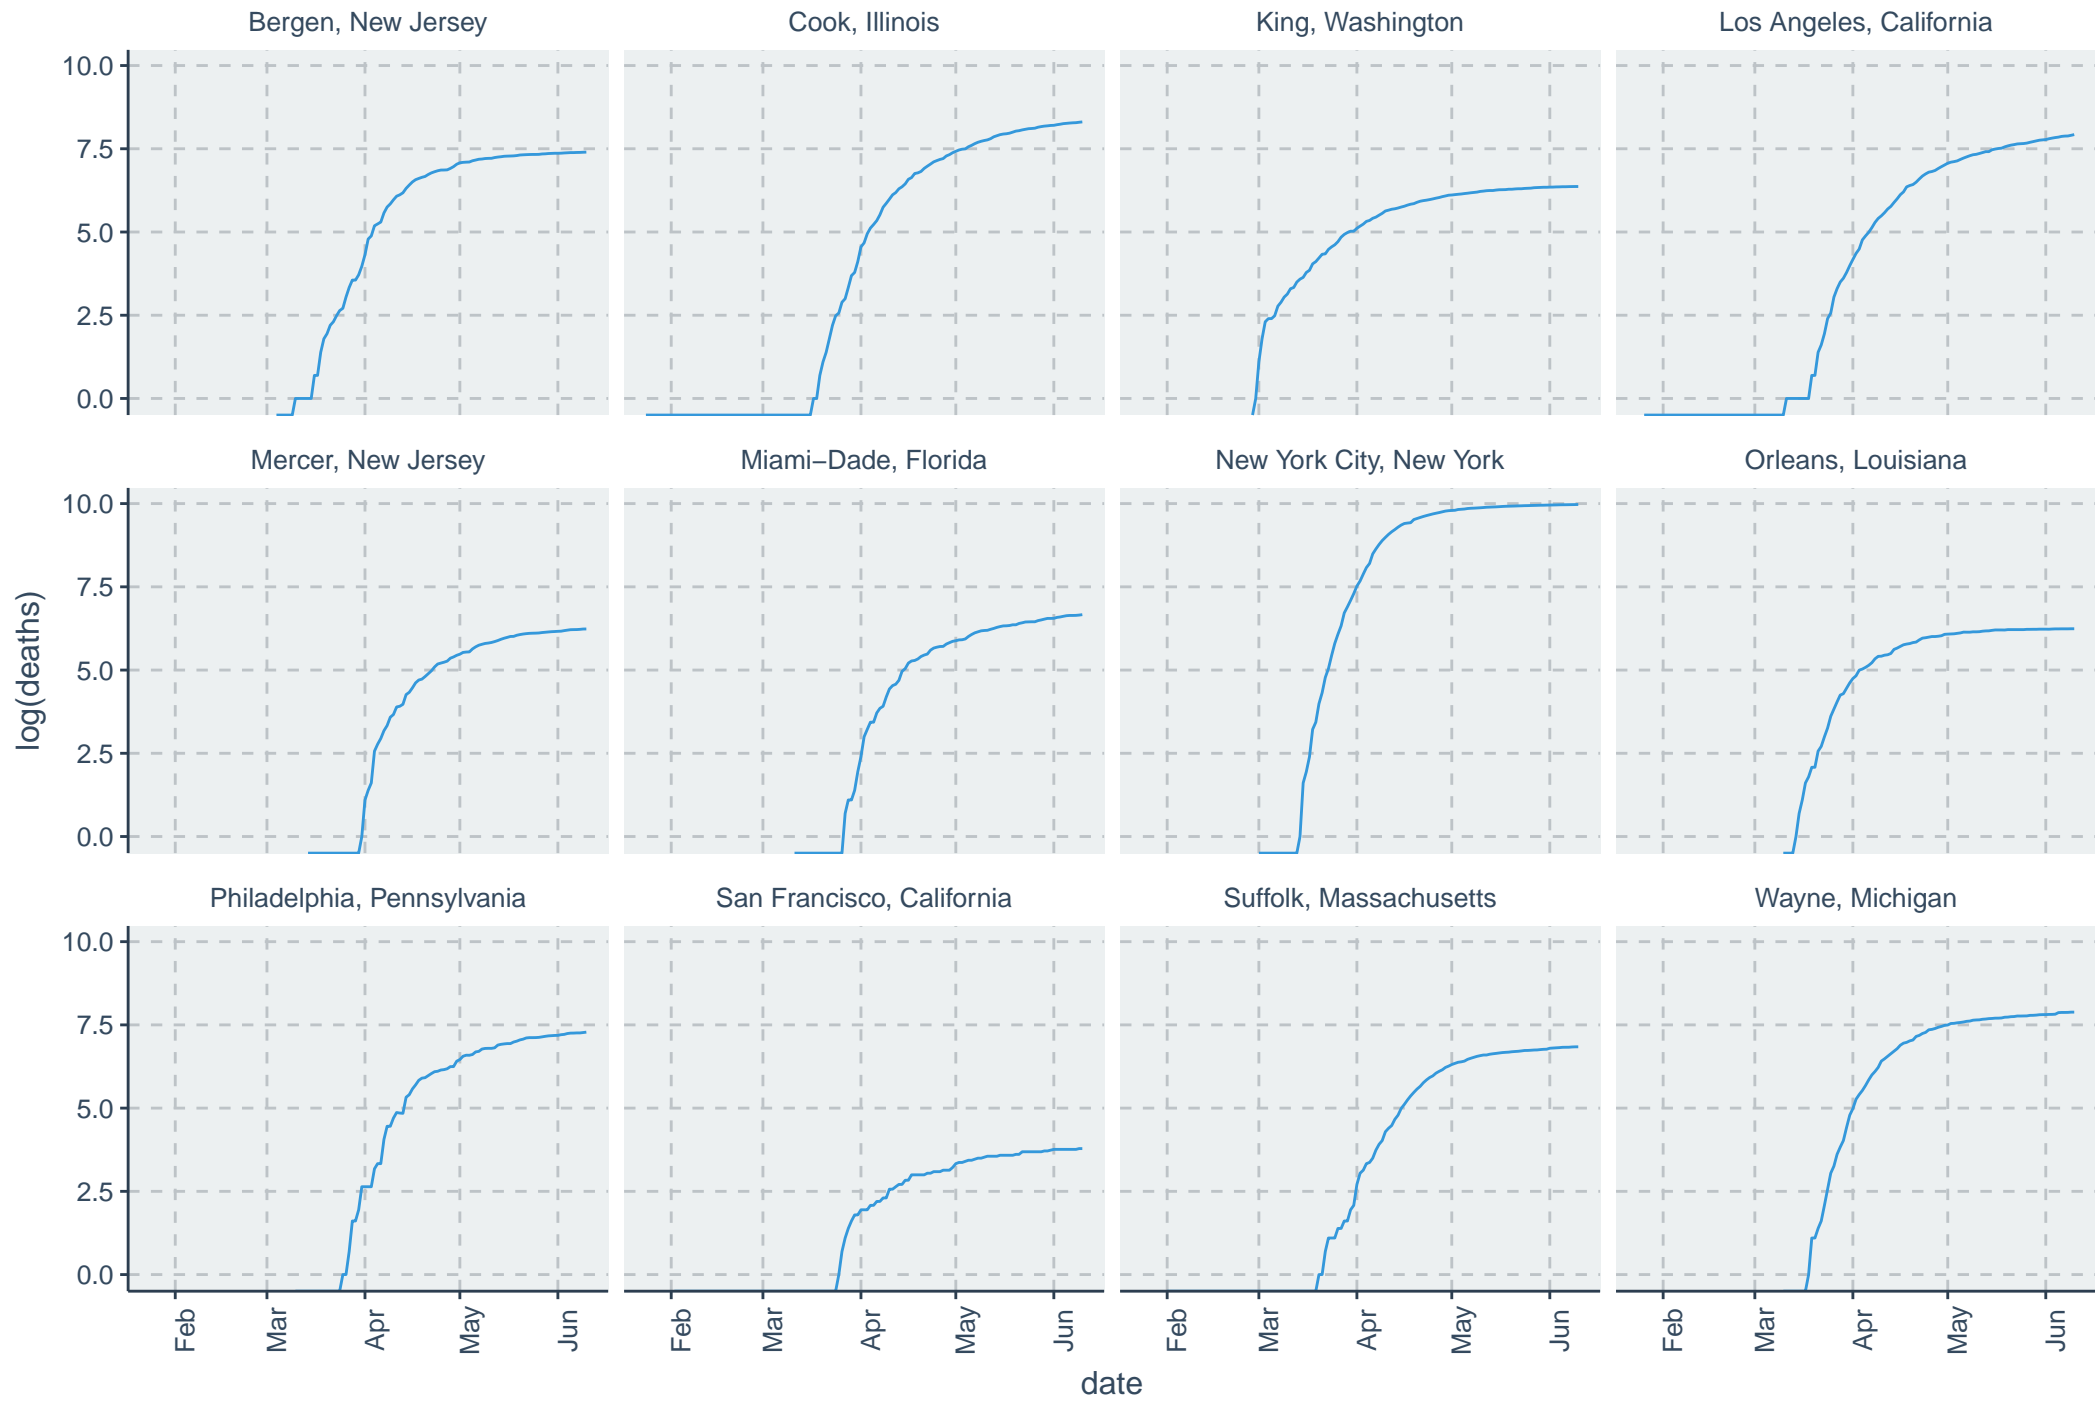 Bergen, New Jersey
Cook, Illinois
King, Washington
Los Angeles, California
10.0
7.5
5.0
2.5
0.0
Mercer, New Jersey
Miami−Dade, Florida
New York City, New York
Orleans, Louisiana
10.0
7.5
5.0
2.5
0.0
log(deaths)
Philadelphia, Pennsylvania
San Francisco, California
Suffolk, Massachusetts
Wayne, Michigan
10.0
7.5
5.0
2.5
0.0
Feb Mar Apr May Jun
Feb Mar Apr May Jun
Feb Mar Apr May Jun
Feb Mar Apr May Jun
date